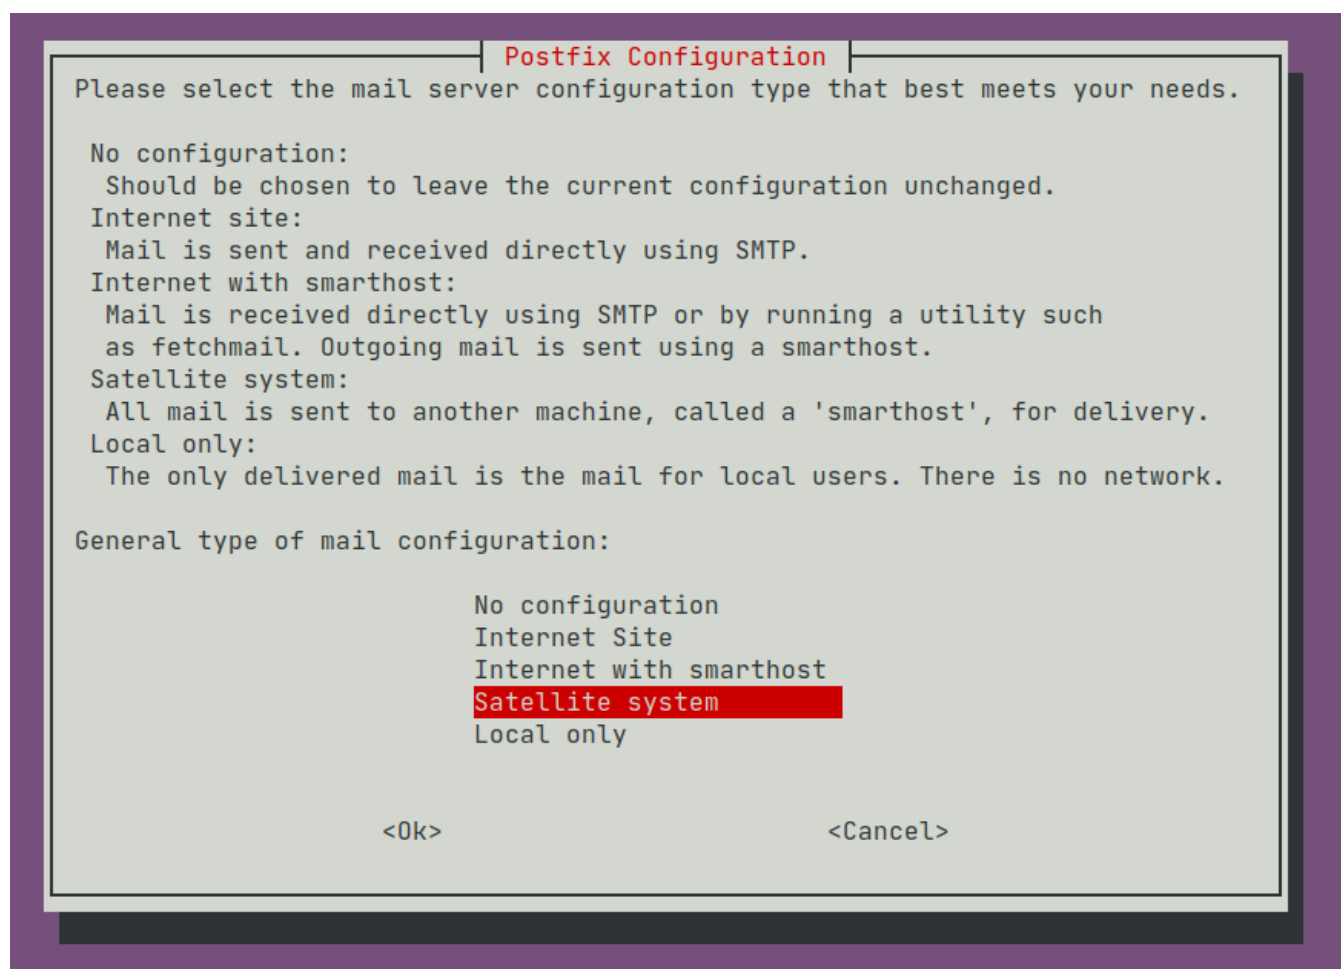 Postfix Configuration
Please select the mail server configuration type that best meets your needs.
No configuration:
Should be chosen to leave the current configuration unchanged.
Internet site:
Mail is sent and received directly using SMTP.
Internet with smarthost:
Mail is received directly using SMTP or by running a utility such
as fetchmail. Outgoing mail is sent using a smarthost.
Satellite system:
All mail is sent to another machine, called a 'smarthost', for delivery.
Local only:
The only delivered mail is the mail for local users. There is no network.
General type of mail configuration:
No configuration
Internet Site
Internet with smarthost
Satellite system
Local only
<Ok> <Cancel>